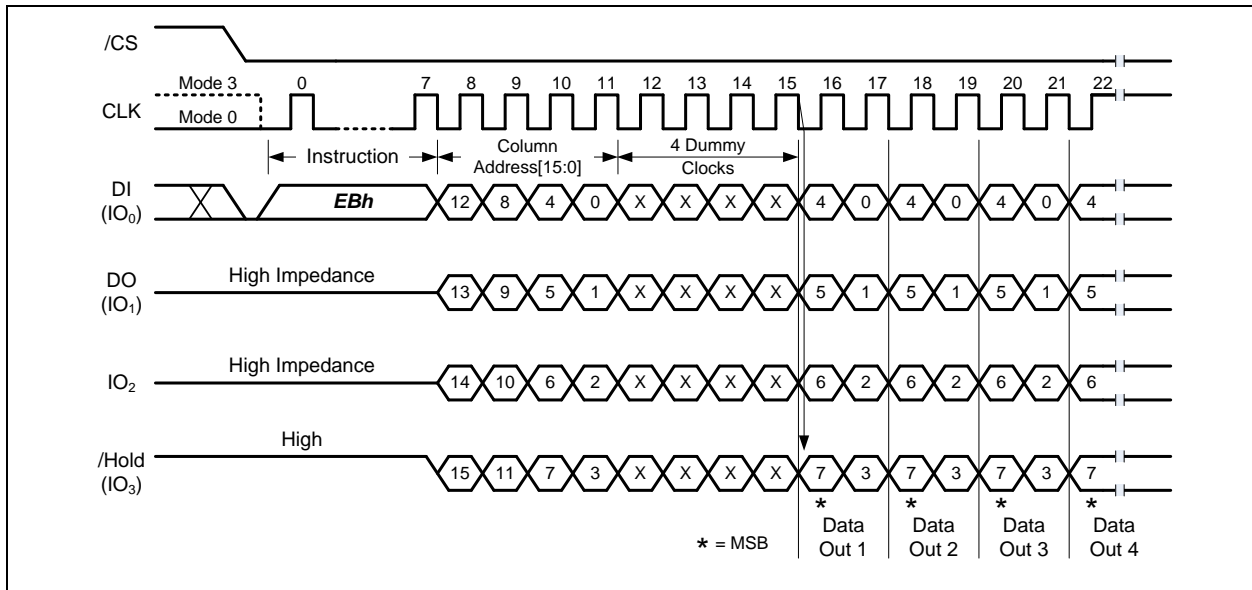 /CS
Mode 3 0 7 8 9 10 11 12 13 14 15 16 17 18 19 20 21 22
CLK
Mode 0
Instruction
Column
Address[15:0]
4 Dummy
Clocks
DI
(IO0)
EBh 12 8 4 0 X X X X 4 0 4 0 4 0 4
DO
(IO1)
High Impedance
13 9 5 1 X X X X 5 1 5 1 5 1 5
IO2
High Impedance
14 10 6 2 X X X X 6 2 6 2 6 2 6
/Hold
(IO3)
High
15 11 7 3 X X X X 7 3 7 3 7 3 7
* * * *
* = MSB
Data
Out 1
Data
Out 2
Data
Out 3
Data
Out 4